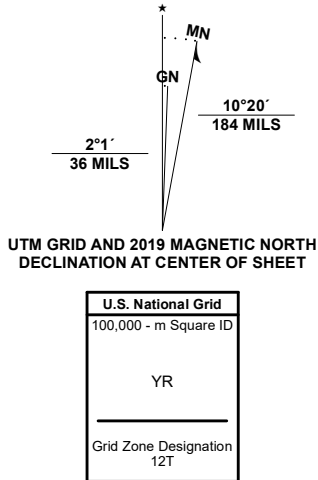 MN
GN
10°20´
184 MILS
2°1´
36 MILS
UTM GRID AND 2019 MAGNETIC NORTH
DECLINATION AT CENTER OF SHEET
U.S. National Grid
100,000 - m Square ID
YR
Grid Zone Designation
12T